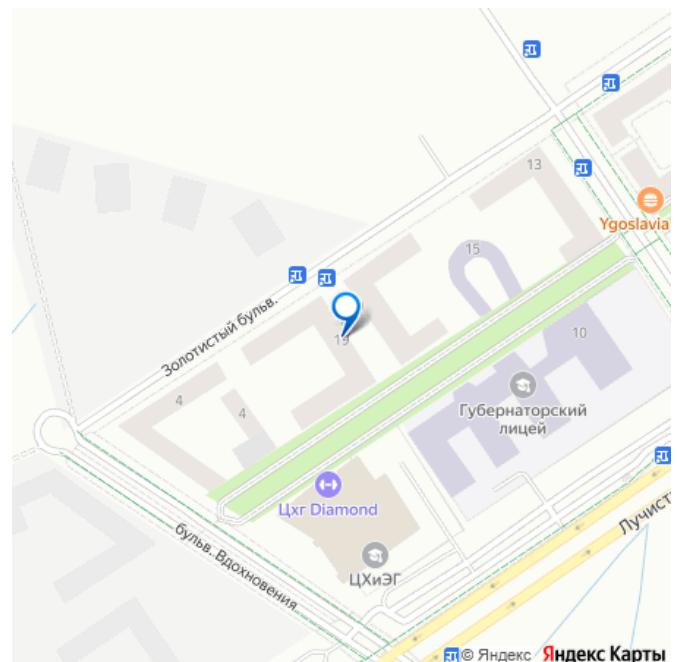 13
Ygoslavia
15
Золотистый бульв.
19
10
4
4
Губернаторский
лицей
Цхг Diamond
Лучист
ЦХиЭГ
бульв. Вдохновения
© Яндекс Яндекс Карты